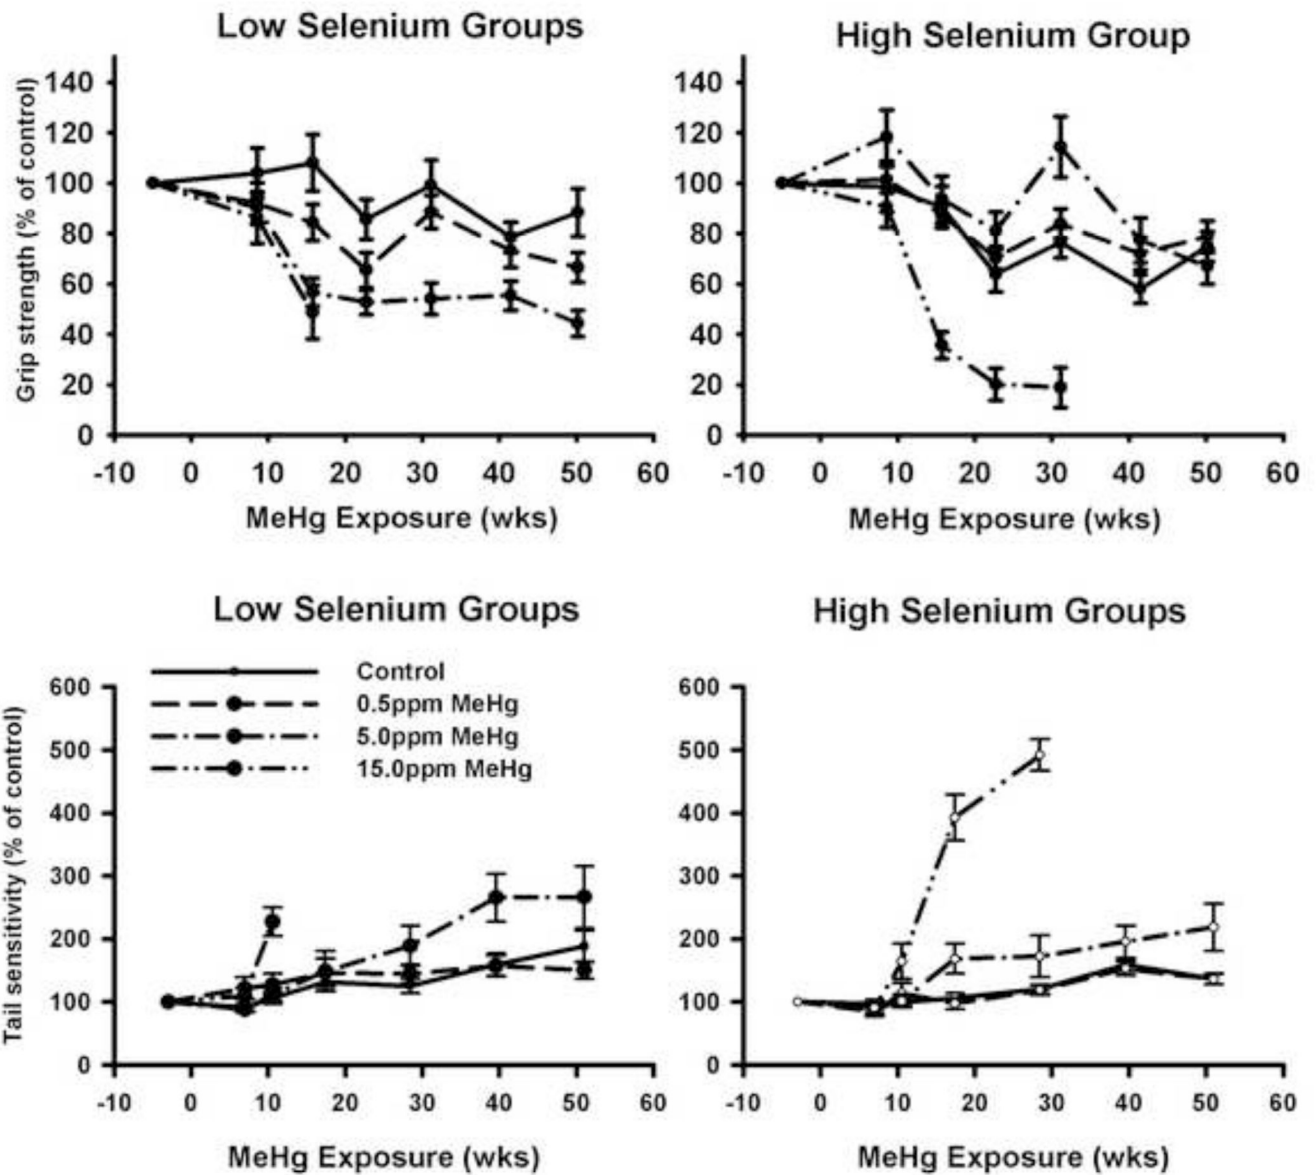 Low Selenium Groups
High Selenium Group
Grip strength (% of control)
140
120
100
80
60
40
20
0
-10 0 10 20 30 40 50 60
MeHg Exposure (wks)
140
120
100
80
60
40
20
0
-10 0 10 20 30 40 50 60
MeHg Exposure (wks)
Low Selenium Groups
High Selenium Groups
Control
0.5ppm MeHg
5.0ppm MeHg
15.0ppm MeHg
Tail sensitivity (% of control)
600
500
400
300
200
100
0
-10 0 10 20 30 40 50 60
MeHg Exposure (wks)
600
500
400
300
200
100
0
-10 0 10 20 30 40 50 60
MeHg Exposure (wks)